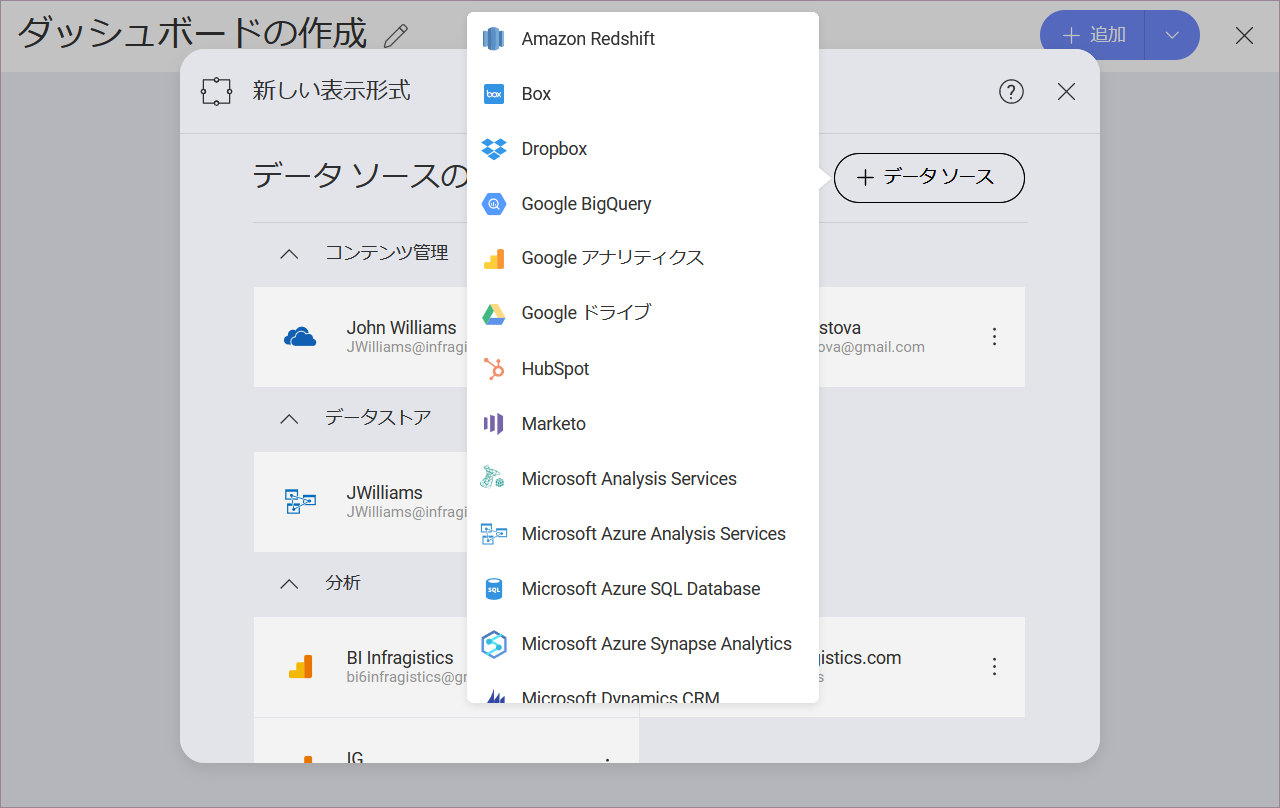 ダッシュボードの作成
追加
新しい表示形式
データ ソースの
データ ソース
Amazon Redshift
Box
Dropbox
Google BigQuery
Google アナリティクス
Google ドライブ
HubSpot
Marketo
Microsoft Analysis Services
Microsoft Azure Analysis Services
Microsoft Azure SQL Database
Microsoft Azure Synapse Analytics
Microsoft Dynamics CRM
コンテンツ管理
John Williams
JWilliams@infragi
stova
ova@gmail.com
データストア
JWilliams
JWilliams@infragi
分析
BI Infragistics
bi6infragistics@g
gistics.com
s
IG